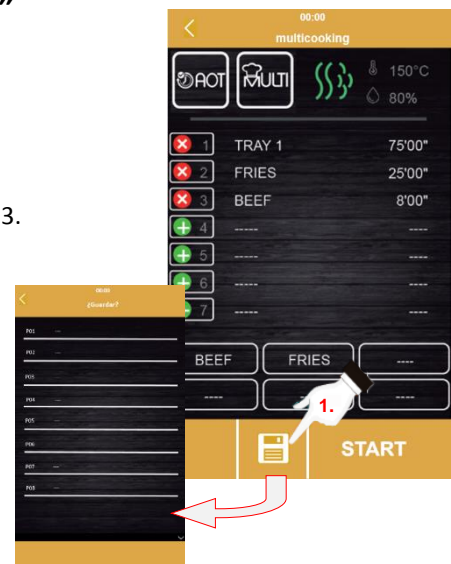 ”
00:00
multicooking
AOT
MULTI
150°C
80%
1 TRAY 1 75'00"
2 FRIES 25'00"
3 BEEF 8'00"
4 ----- ----
5 ----- ----
6 ----- ----
7 ----- ----
BEEF FRIES ----
---- ----
1.
START
3.
00:00
¿Guardar?
P01 ---
P02 ---
P03
P04 ---
P05 ---
P06
P07 ---
P08 ---